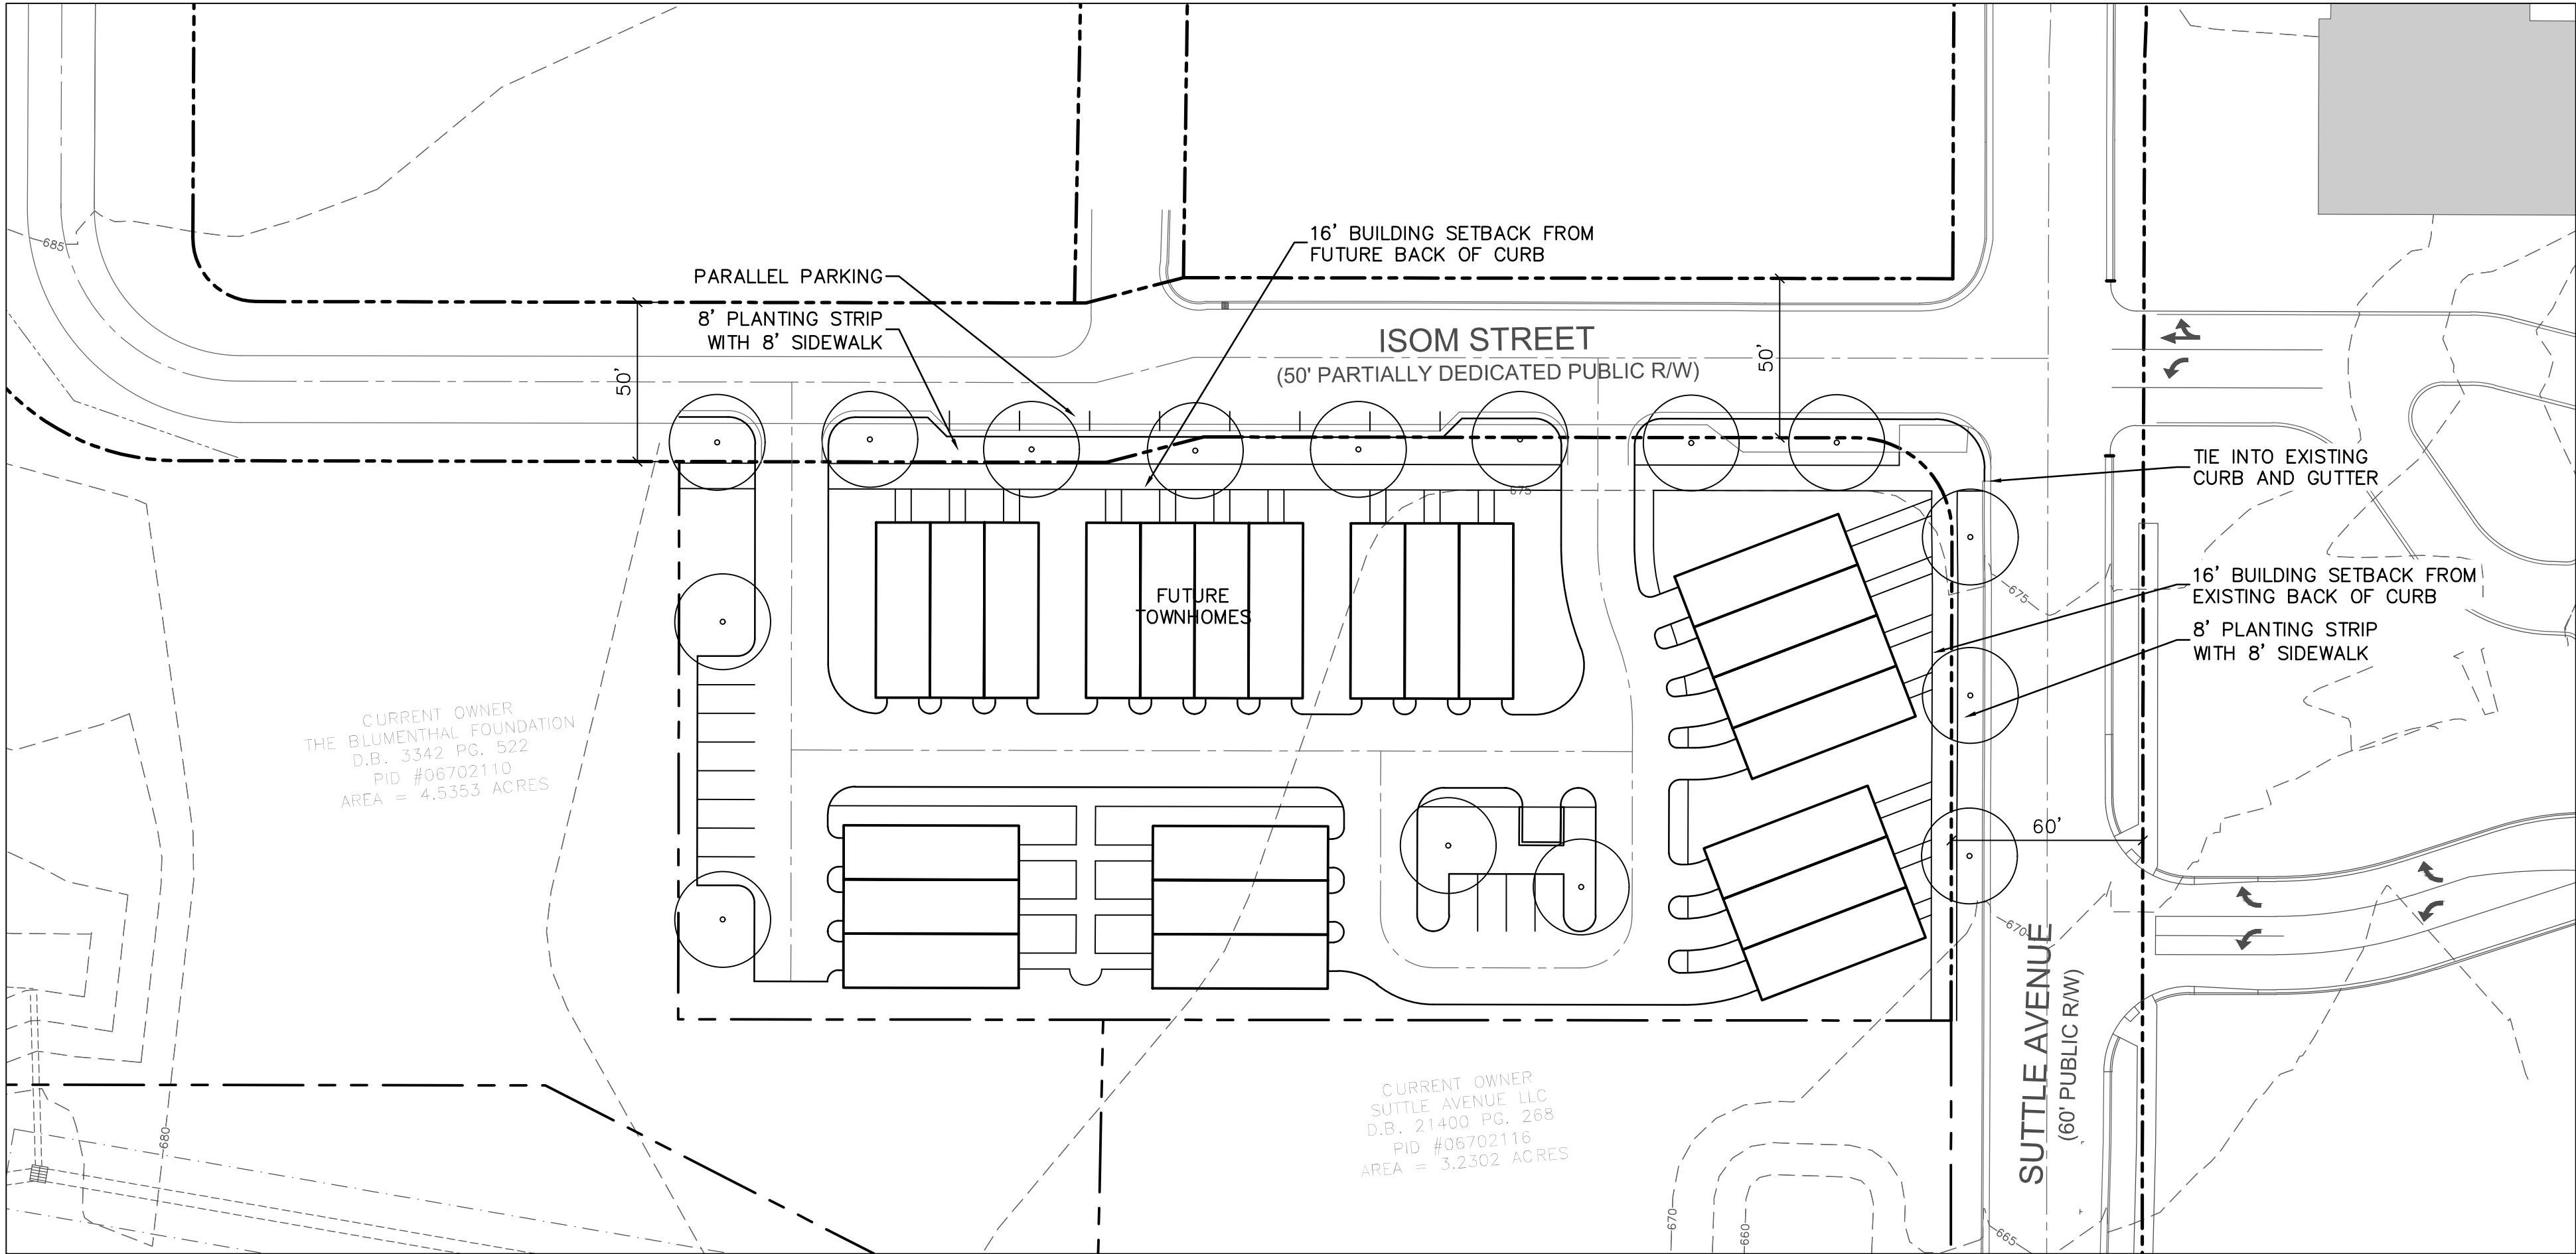 685
16' BUILDING SETBACK FROM
FUTURE BACK OF CURB
PARALLEL PARKING
8' PLANTING STRIP
WITH 8' SIDEWALK
ISOM STREET
(50' PARTIALLY DEDICATED PUBLIC R/W)
50'
50'
TIE INTO EXISTING
CURB AND GUTTER
675
FUTURE
TOWNHOMES
675
16' BUILDING SETBACK FROM
EXISTING BACK OF CURB
8' PLANTING STRIP
WITH 8' SIDEWALK
CURRENT OWNER
THE BLUMENTHAL FOUNDATION
D.B. 3342 PG. 522
PID #06702110
AREA = 4.5353 ACRES
60'
670
SUTTLE AVENUE
(60' PUBLIC R/W)
CURRENT OWNER
SUTTLE AVENUE LLC
D.B. 21400 PG. 268
PID #06702116
AREA = 3.2302 ACRES
680
670
660
665